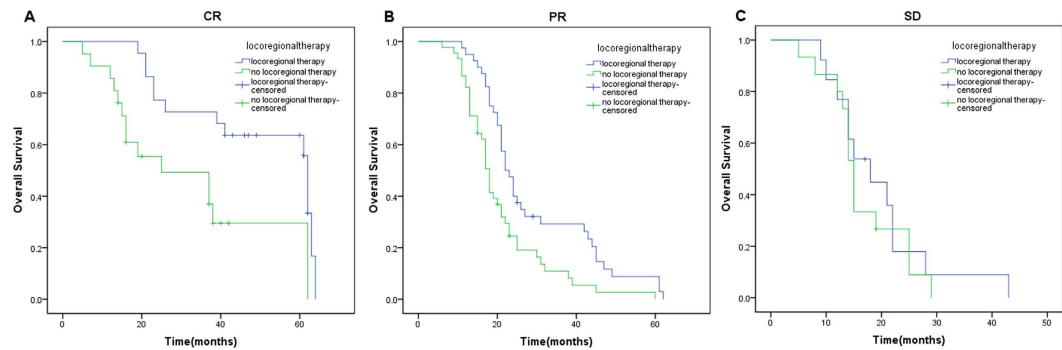 A
CR
locoregionaltherapy
locoregional therapy
no locoregional therapy
locoregional therapy-
censored
no locoregional therapy-
censored
Overall Survival
1.0
0.8
0.6
0.4
0.2
0.0
0
20
40
60
Time(months)
B
PR
locoregionaltherapy
locoregional therapy
no locoregional therapy
locoregional therapy
-censored
no locoregional therapy-
censored
Overall Survival
1.0
0.8
0.6
0.4
0.2
0.0
0
20
40
60
Time(months)
C
SD
locoregionaltherapy
locoregional therapy
no locoregional therapy
locoregional therapy-
censored
no locoregional therapy-
censored
Overall Survival
1.0
0.8
0.6
0.4
0.2
0.0
0
10
20
30
40
50
Time(months)